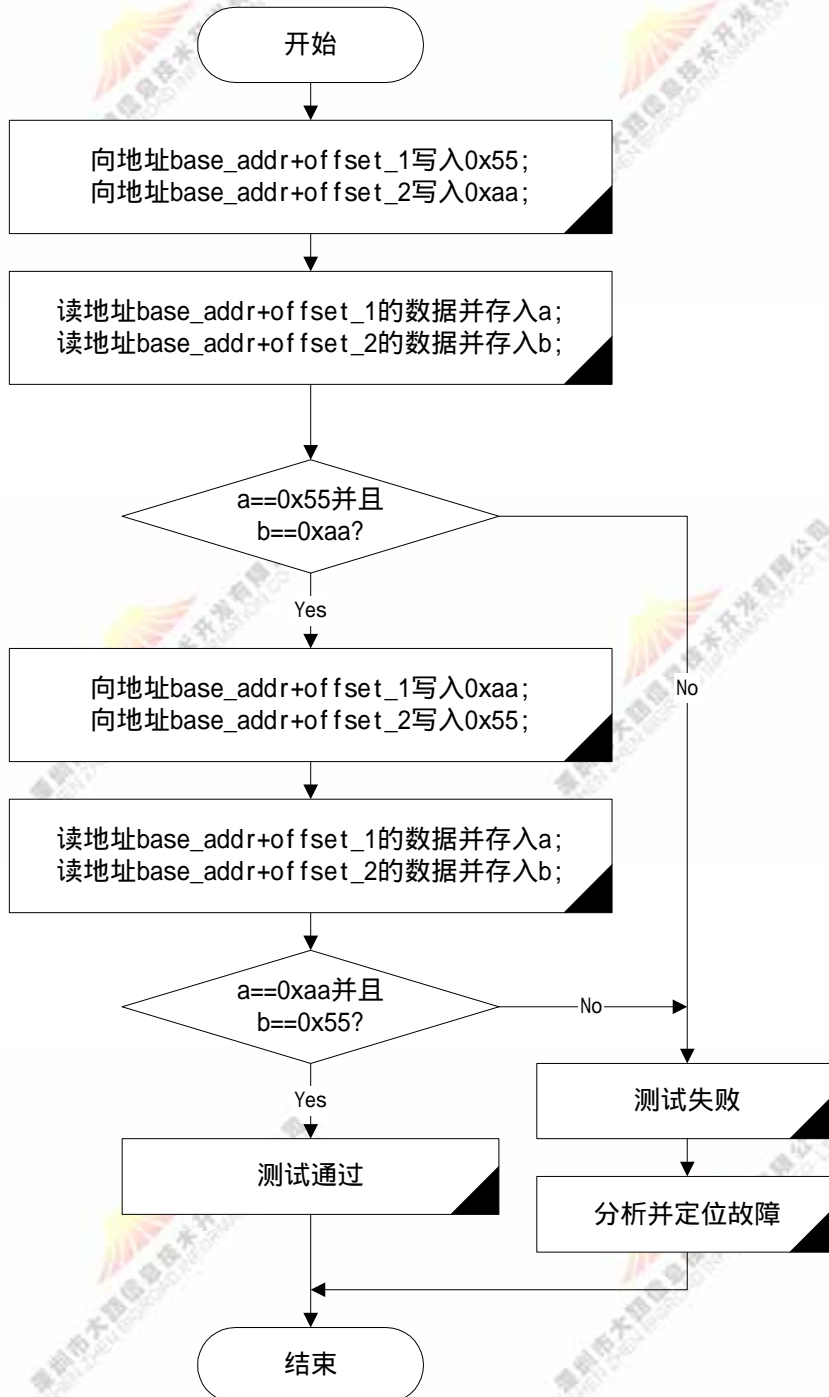 开始
向地址base_addr+offset_1写入0x55;
向地址base_addr+offset_2写入0xaa;
读地址base_addr+offset_1的数据并存入a;
读地址base_addr+offset_2的数据并存入b;
a==0x55并且
b==0xaa?
Yes
No
向地址base_addr+offset_1写入0xaa;
向地址base_addr+offset_2写入0x55;
读地址base_addr+offset_1的数据并存入a;
读地址base_addr+offset_2的数据并存入b;
a==0xaa并且
b==0x55?
No
Yes
测试失败
测试通过
分析并定位故障
结束